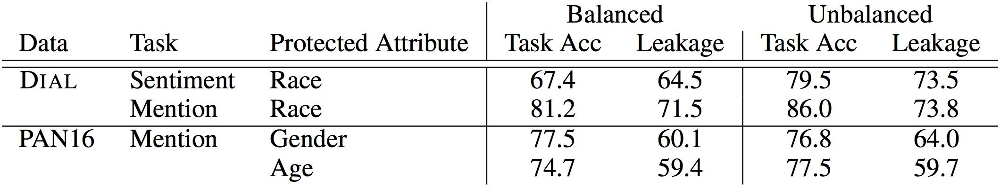 Balanced Unbalanced
Data Task Protected Attribute Task Acc Leakage Task Acc Leakage
DIAL Sentiment Race 67.4 64.5 79.5 73.5
Mention Race 81.2 71.5 86.0 73.8
PAN16 Mention Gender 77.5 60.1 76.8 64.0
Age 74.7 59.4 77.5 59.7